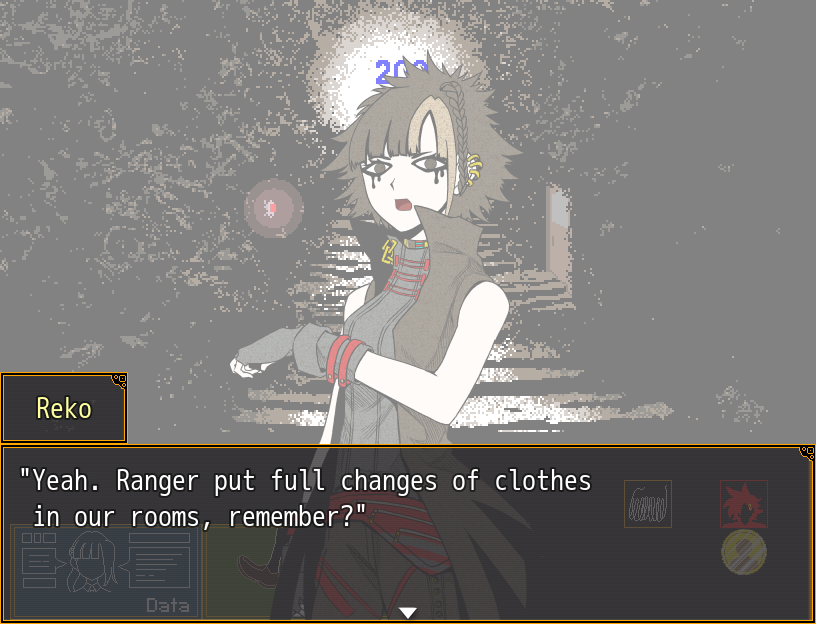 Reko
"Yeah. Ranger put full changes of clothes
in our rooms, remember?"
Data